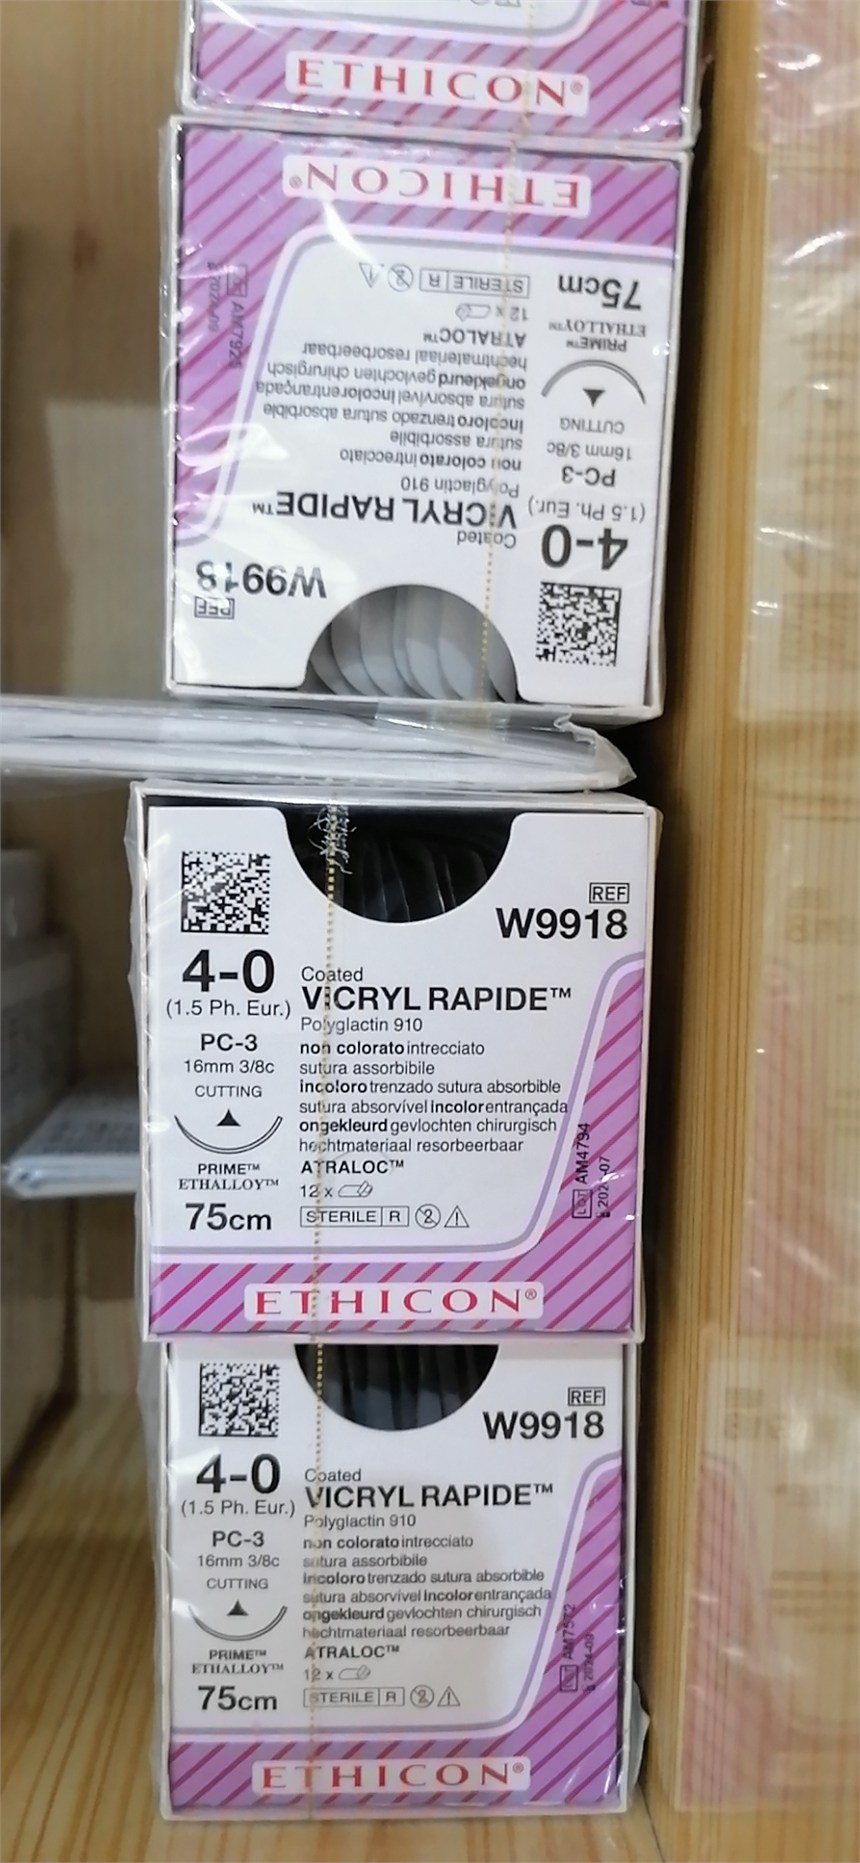 ETHICON®
ETHICON®
75cm
STERILE R
PRIME™
ETHALLOY™
12 x
ATRALOC™
hechtmateriaal resorbeerbaar
ongekleurd gevlochten chirurgisch
sutura absorvível incolor entrançada
incoloro trenzado sutura absorbible
sutura assorbibile
non colorato intrecciato
CUTTING
16mm 3/8c
PC-3
Polyglactin 910
VICRYL RAPIDE™
(1.5 Ph. Eur.)
Coated
4-0
W9918
REF
REF
W9918
4-0
(1.5 Ph. Eur.)
Coated
VICRYL RAPIDE™
Polyglactin 910
PC-3
16mm 3/8c
CUTTING
non colorato intrecciato
sutura assorbibile
incoloro trenzado sutura absorbible
sutura absorvível incolor entrançada
ongekleurd gevlochten chirurgisch
hechtmateriaal resorbeerbaar
PRIME™
ETHALLOY™
ATRALOC™
12 x
75cm
STERILE R
LOT AM4794
ETHICON®
REF
W9918
4-0
(1.5 Ph. Eur.)
Coated
VICRYL RAPIDE™
Polyglactin 910
PC-3
16mm 3/8c
CUTTING
non colorato intrecciato
sutura assorbibile
incoloro trenzado sutura absorbible
sutura absorvível incolor entrançada
ongekleurd gevlochten chirurgisch
hechtmateriaal resorbeerbaar
PRIME™
ETHALLOY™
ATRALOC™
12 x
75cm
STERILE R
LOT
ETHICON®